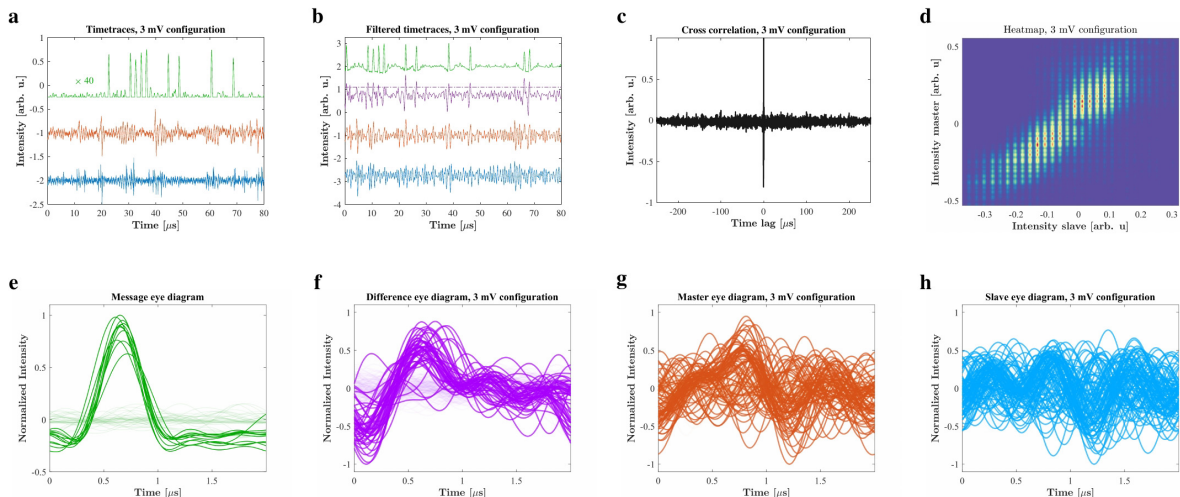 a
Timetraces, 3 mV configuration
Intensity [arb. u.]
1
0.5
0
-0.5
-1
-1.5
-2
-2.5
× 40
0 10 20 30 40 50 60 70 80
Time [μs]
b
Filtered timetraces, 3 mV configuration
Intensity [arb. u.]
3
2
1
0
-1
-2
-3
-4
0 10 20 30 40 50 60 70 80
Time [μs]
c
Cross correlation, 3 mV configuration
Intensity [arb. u.]
1
0.5
0
-0.5
-1
-200 -100 0 100 200
Time lag [μs]
d
Heatmap, 3 mV configuration
Intensity master [arb. u]
0.5
0
-0.5
-0.3 -0.2 -0.1 0 0.1 0.2 0.3
Intensity slave [arb. u]
e
Message eye diagram
Normalized Intensity
1
0.5
0
-0.5
0 0.5 1 1.5
Time [μs]
f
Difference eye diagram, 3 mV configuration
Normalized Intensity
1
0.5
0
-0.5
-1
0 0.5 1 1.5
Time [μs]
g
Master eye diagram, 3 mV configuration
Normalized Intensity
1
0.5
0
-0.5
-1
0 0.5 1 1.5
Time [μs]
h
Slave eye diagram, 3 mV configuration
Normalized Intensity
1
0.5
0
-0.5
-1
0 0.5 1 1.5
Time [μs]